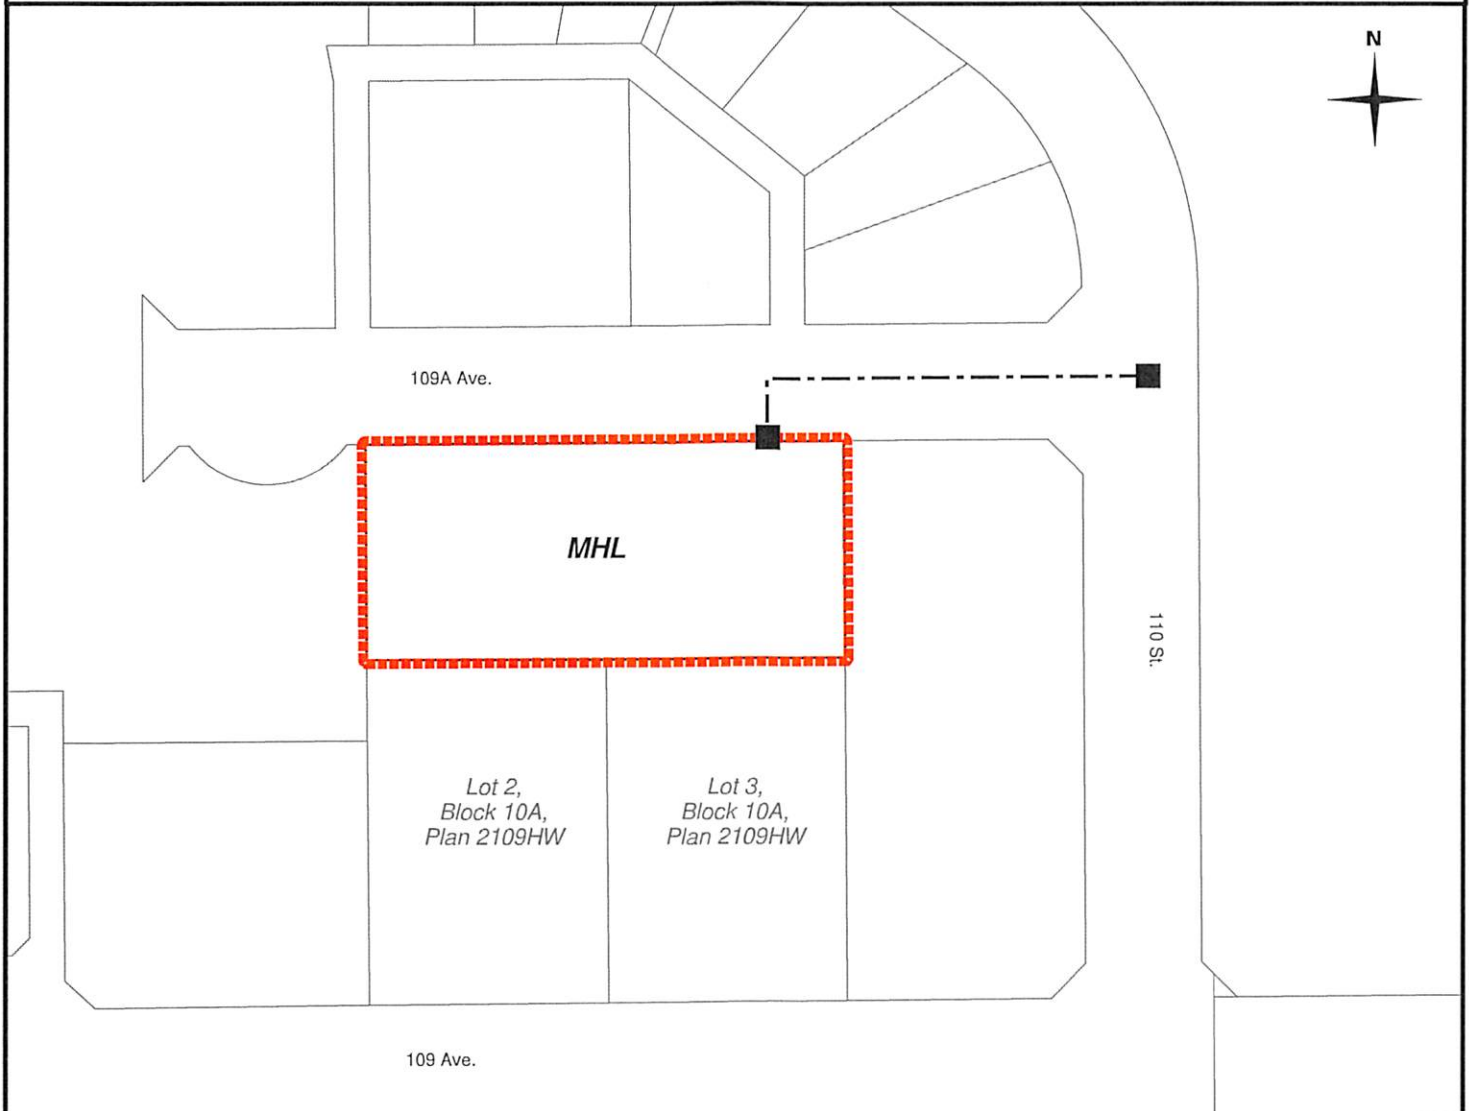 N
109A Ave.
MHL
110 St.
Lot 2,
Block 10A,
Plan 2109HW
Lot 3,
Block 10A,
Plan 2109HW
109 Ave.